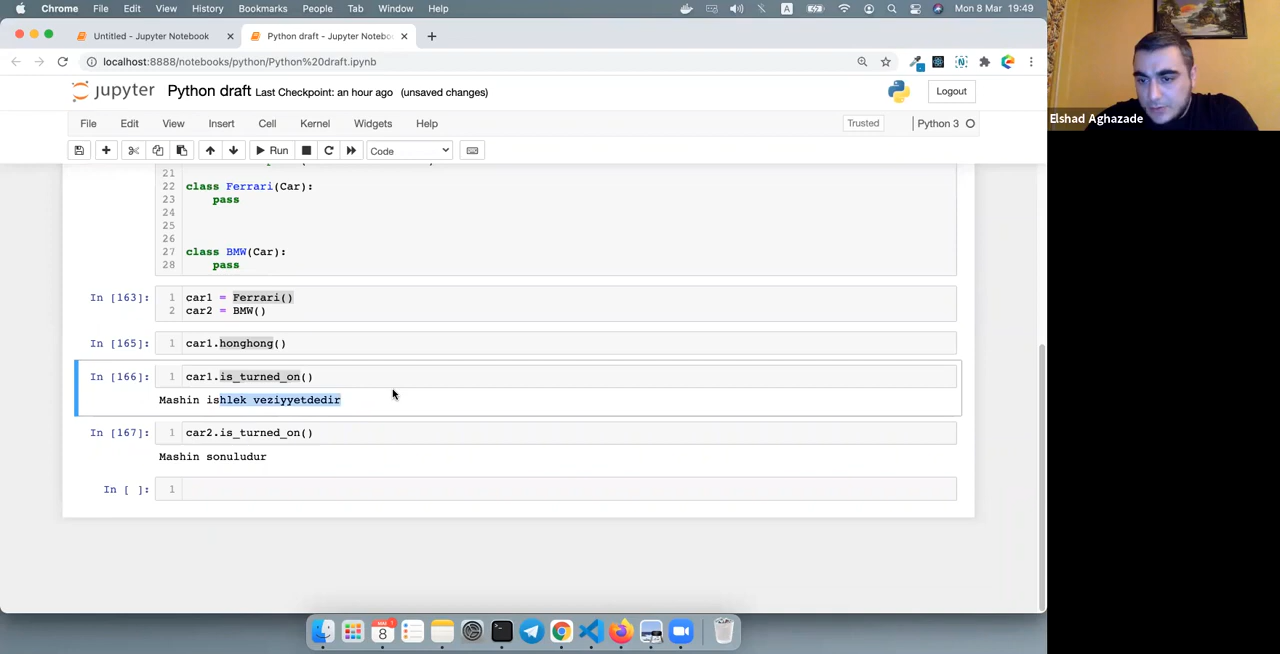 Chrome File Edit View History Bookmarks People Tab Window Help
A
Mon 8 Mar 19:49
Untitled - Jupyter Notebook
Python draft - Jupyter Noteboo
localhost:8888/notebooks/python/Python%20draft.ipynb
jupyter Python draft Last Checkpoint: an hour ago (unsaved changes)
Logout
File Edit View Insert Cell Kernel Widgets Help
Trusted
Python 3
Run
Code
21
22 class Ferrari(Car):
23 pass
24
25
26
27 class BMW(Car):
28 pass
In [163]: 1 car1 = Ferrari()
2 car2 = BMW()
In [165]: 1 car1.honghong()
In [166]: 1 car1.is_turned_on()
Mashin ishlek veziyyetdedir
In [167]: 1 car2.is_turned_on()
Mashin sonuludur
In [ ]: 1
8
Elshad Aghazade